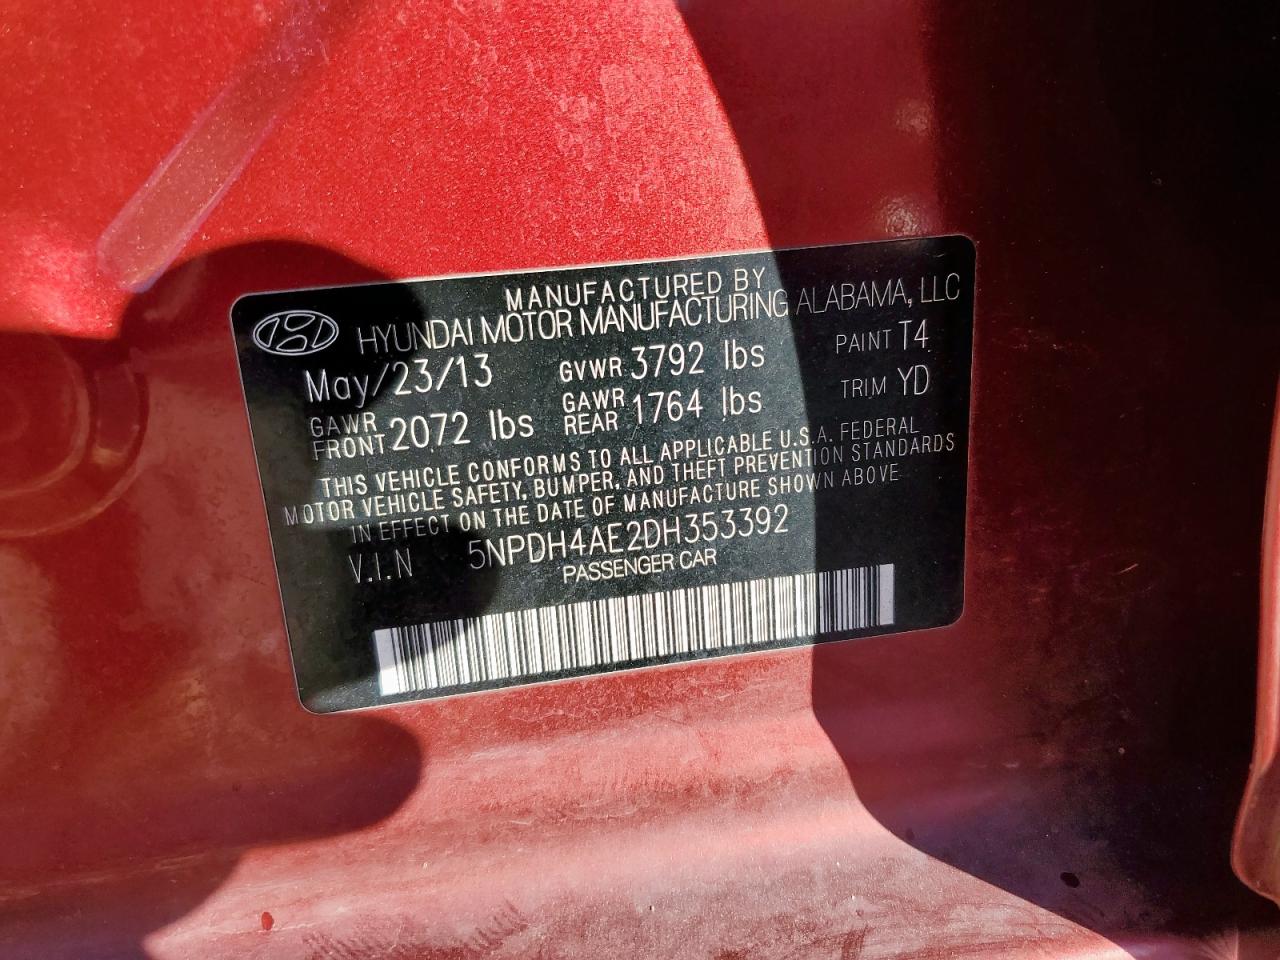 MANUFACTURED BY
HYUNDAI MOTOR MANUFACTURING ALABAMA, LLC
May/23/13 GVWR 3792 lbs PAINT T4
GAWR FRONT 2072 lbs GAWR REAR 1764 lbs TRIM YD
THIS VEHICLE CONFORMS TO ALL APPLICABLE U.S.A. FEDERAL
MOTOR VEHICLE SAFETY, BUMPER, AND THEFT PREVENTION STANDARDS
IN EFFECT ON THE DATE OF MANUFACTURE SHOWN ABOVE
V.I.N 5NPDH4AE2DH353392
PASSENGER CAR